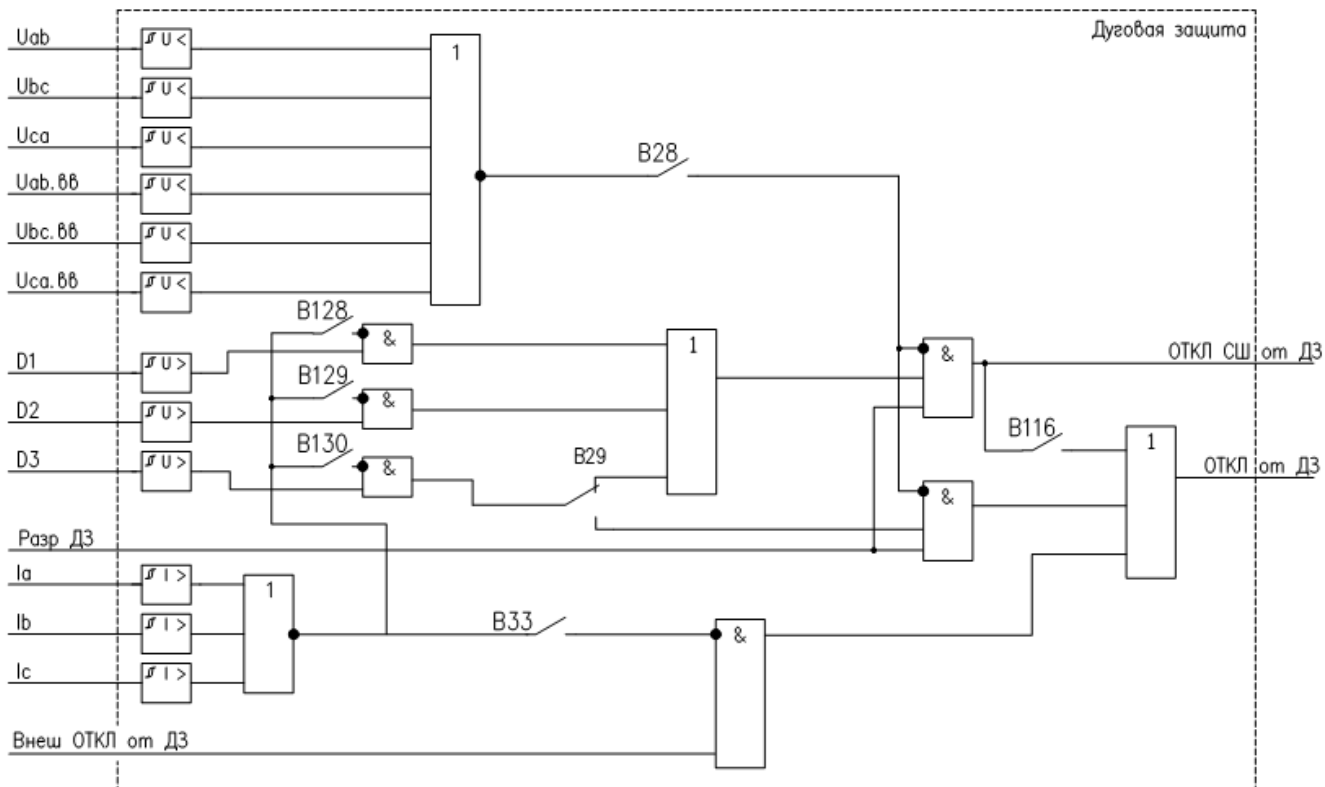 Дуговая защита
Uab
U <
1
Ubc
U <
Uca
U <
B28
Uab.вв
U <
Ubc.вв
U <
Uca.вв
U <
B128
&
1
&
ОТКЛ СШ от ДЗ
D1
U >
B129
&
D2
U >
B116
1
B130
&
B29
D3
U >
ОТКЛ от ДЗ
&
Разр ДЗ
Ia
I >
1
Ib
I >
B33
&
Ic
I >
Внеш ОТКЛ от ДЗ